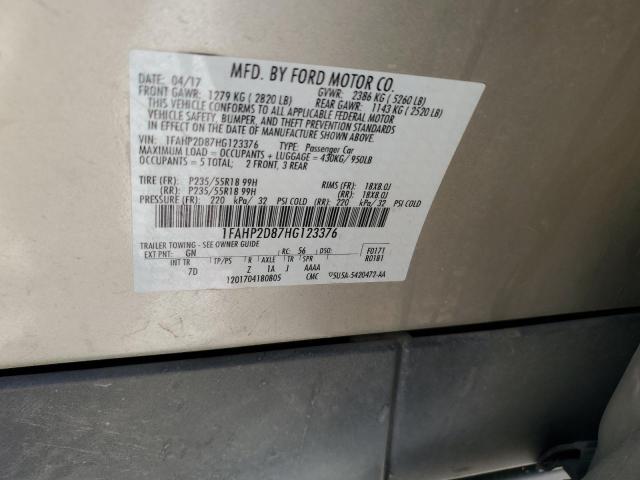 MFD. BY FORD MOTOR CO.
DATE: 04/17 GVWR: 2386 KG ( 5260 LB)
FRONT GAWR: 1279 KG ( 2820 LB) REAR GAWR: 1143 KG ( 2520 LB)
THIS VEHICLE CONFORMS TO ALL APPLICABLE FEDERAL MOTOR
VEHICLE SAFETY, BUMPER, AND THEFT PREVENTION STANDARDS
IN EFFECT ON THE DATE OF MANUFACTURE SHOWN ABOVE.
VIN: 1FAHP2D87HG123376 TYPE: Passenger Car
MAXIMUM LOAD = OCCUPANTS + LUGGAGE = 430KG/ 950LB
OCCUPANTS = 5 TOTAL, 2 FRONT, 3 REAR
TIRE (FR): P235/55R18 99H RIMS (FR): 18X8.0J
(RR): P235/55R18 99H (RR): 18X8.0J
PRESSURE (FR): 220 kPa/ 32 PSI COLD (RR): 220 kPa/ 32 PSI COLD
1FAHP2D87HG123376
TRAILER TOWING - SEE OWNER GUIDE
EXT PNT: GN RC: 56 DSO: F0171
INT TR TP/PS R AXLE TR SPR R0181
7D Z 1A J AAAA
1201704180805 CMC SU5A-5420472-AA